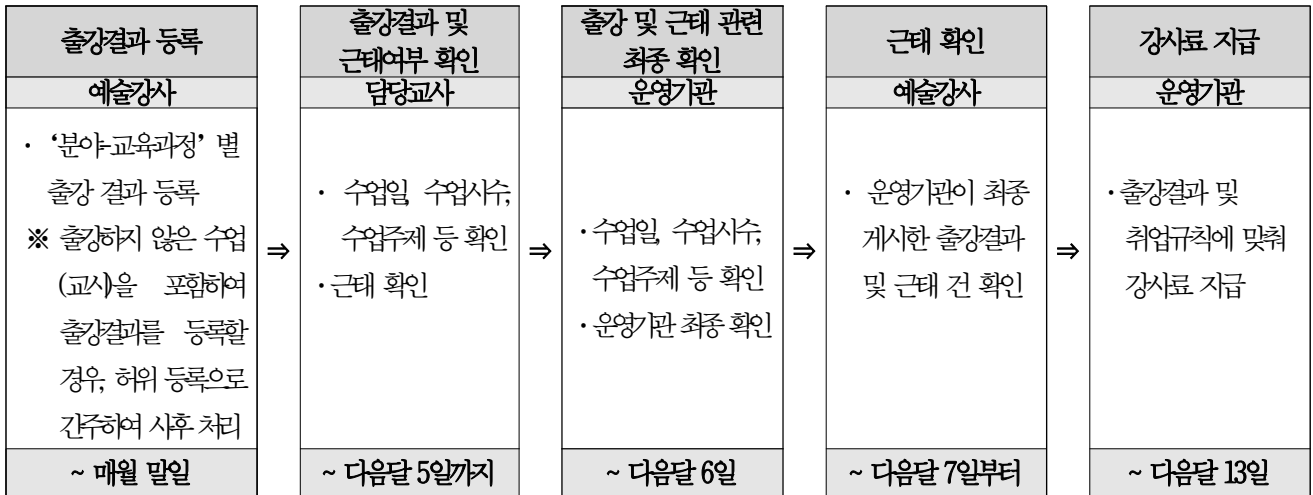 출강결과 등록
예술강사
· ‘분야-교육과정’ 별
출강 결과 등록
※ 출강하지 않은 수업
(교사)을 포함하여
출강결과를 등록할
경우, 허위 등록으로
간주하여 사후 처리
~ 매월 말일
⇒
출강결과 및
근태여부 확인
담당교사
· 수업일, 수업시수,
수업주제 등 확인
· 근태 확인
~ 다음달 5일까지
⇒
출강 및 근태 관련
최종 확인
운영기관
· 수업일, 수업시수,
수업주제 등 확인
· 운영기관 최종 확인
~ 다음달 6일
⇒
근태 확인
예술강사
· 운영기관이 최종
게시한 출강결과
및 근태 건 확인
~ 다음달 7일부터
⇒
강사료 지급
운영기관
· 출강결과 및
취업규칙에 맞춰
강사료 지급
~ 다음달 13일